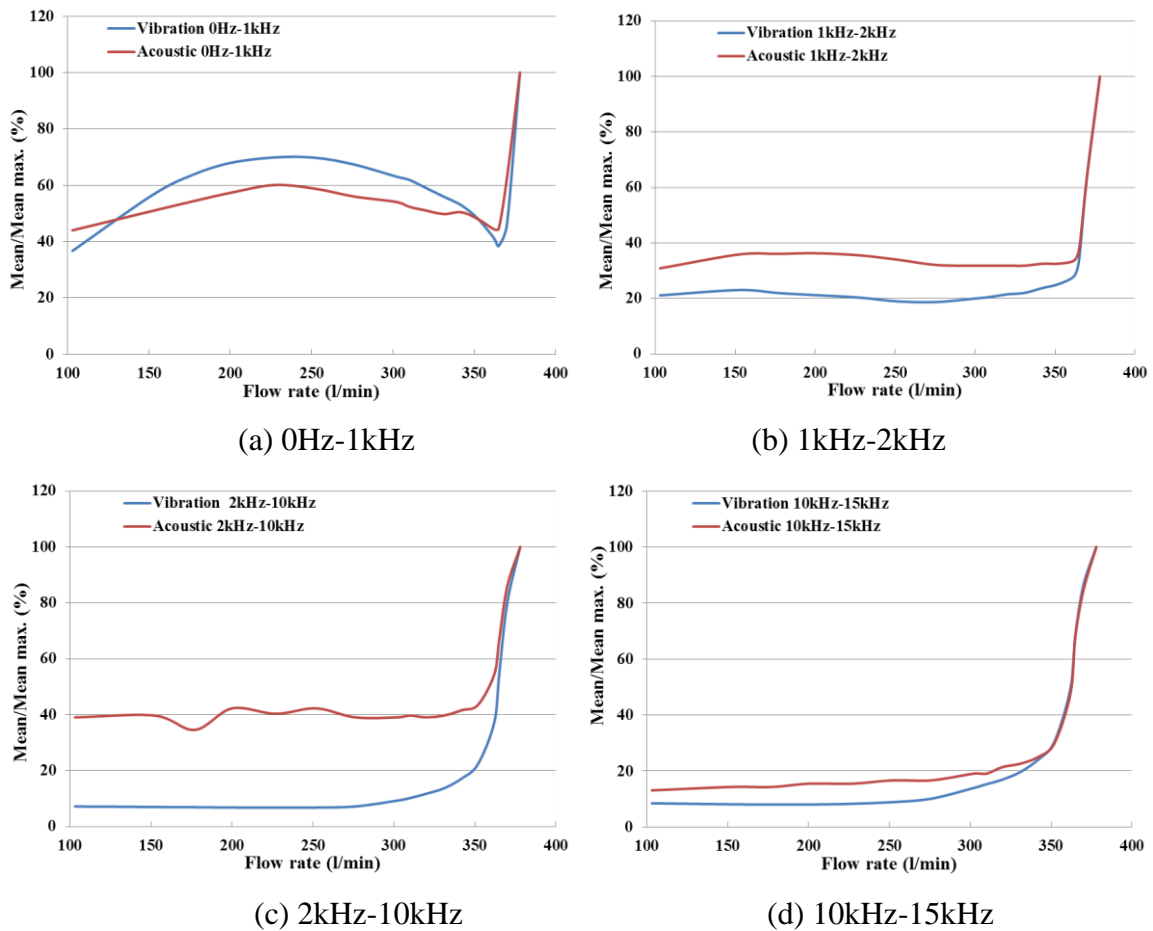 120
100
80
60
40
20
0
Mean/Mean max. (%)
Vibration 0Hz-1kHz
Acoustic 0Hz-1kHz
100 150 200 250 300 350 400
Flow rate (l/min)
(a) 0Hz-1kHz
120
100
80
60
40
20
0
Mean/Mean max. (%)
Vibration 1kHz-2kHz
Acoustic 1kHz-2kHz
100 150 200 250 300 350 400
Flow rate (l/min)
(b) 1kHz-2kHz
120
100
80
60
40
20
0
Mean/Mean max. (%)
Vibration 2kHz-10kHz
Acoustic 2kHz-10kHz
100 150 200 250 300 350 400
Flow rate (l/min)
(c) 2kHz-10kHz
120
100
80
60
40
20
0
Mean/Mean max. (%)
Vibration 10kHz-15kHz
Acoustic 10kHz-15kHz
100 150 200 250 300 350 400
Flow rate (l/min)
(d) 10kHz-15kHz